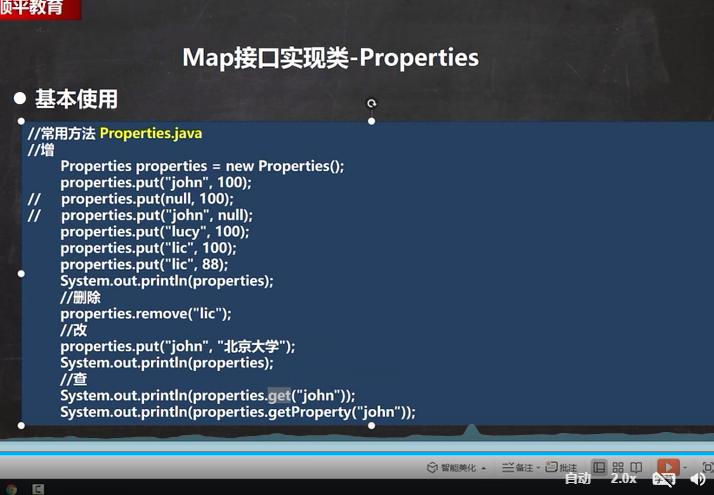 顺平教育
Map接口实现类-Properties
● 基本使用
//常用方法 Properties.java
//增
Properties properties = new Properties();
properties.put("john", 100);
// properties.put(null, 100);
// properties.put("john", null);
properties.put("lucy", 100);
properties.put("lic", 100);
properties.put("lic", 88);
System.out.println(properties);
//删除
properties.remove("lic");
//改
properties.put("john", "北京大学");
System.out.println(properties);
//查
System.out.println(properties.get("john"));
System.out.println(properties.getProperty("john"));
智能美化 备注 批注
自动 2.0x